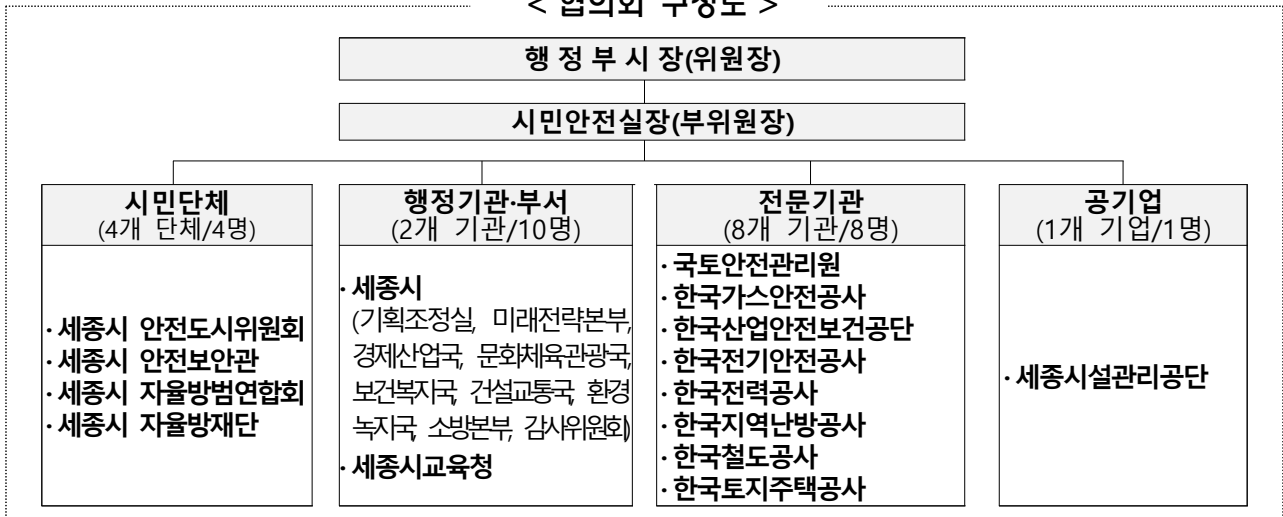 < 협의회 구성도 >
행 정 부 시 장(위원장)
시민안전실장(부위원장)
시민단체
(4개 단체/4명)
· 세종시 안전도시위원회
· 세종시 안전보안관
· 세종시 자율방범연합회
· 세종시 자율방재단
행정기관·부서
(2개 기관/10명)
· 세종시
(기획조정실, 미래전략본부,
경제산업국, 문화체육관광국,
보건복지국, 건설교통국, 환경
녹지국, 소방본부, 감사위원회)
· 세종시교육청
전문기관
(8개 기관/8명)
· 국토안전관리원
· 한국가스안전공사
· 한국산업안전보건공단
· 한국전기안전공사
· 한국전력공사
· 한국지역난방공사
· 한국철도공사
· 한국토지주택공사
공기업
(1개 기업/1명)
· 세종시설관리공단